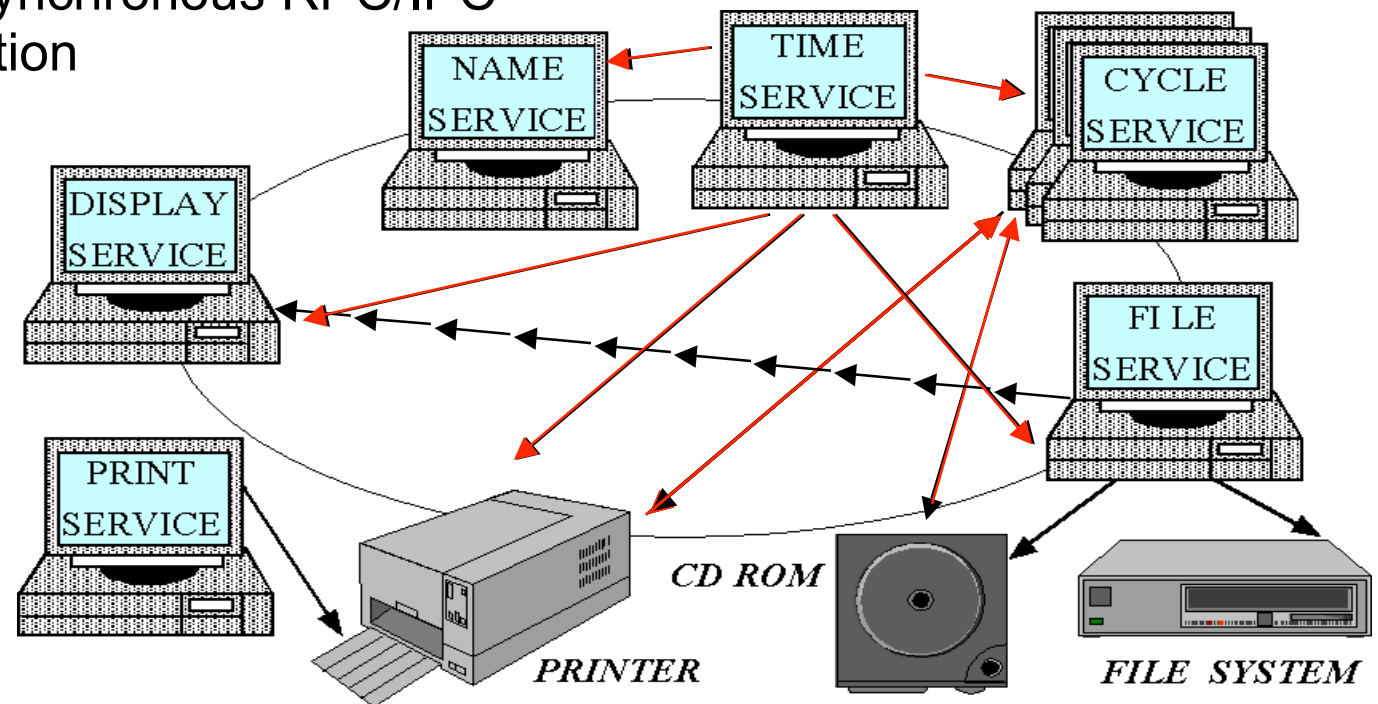 tion
NAME
SERVICE
TIME
SERVICE
CYCLE
SERVICE
DISPLAY
SERVICE
FI LE
SERVICE
PRINT
SERVICE
CD ROM
PRINTER
FILE SYSTEM